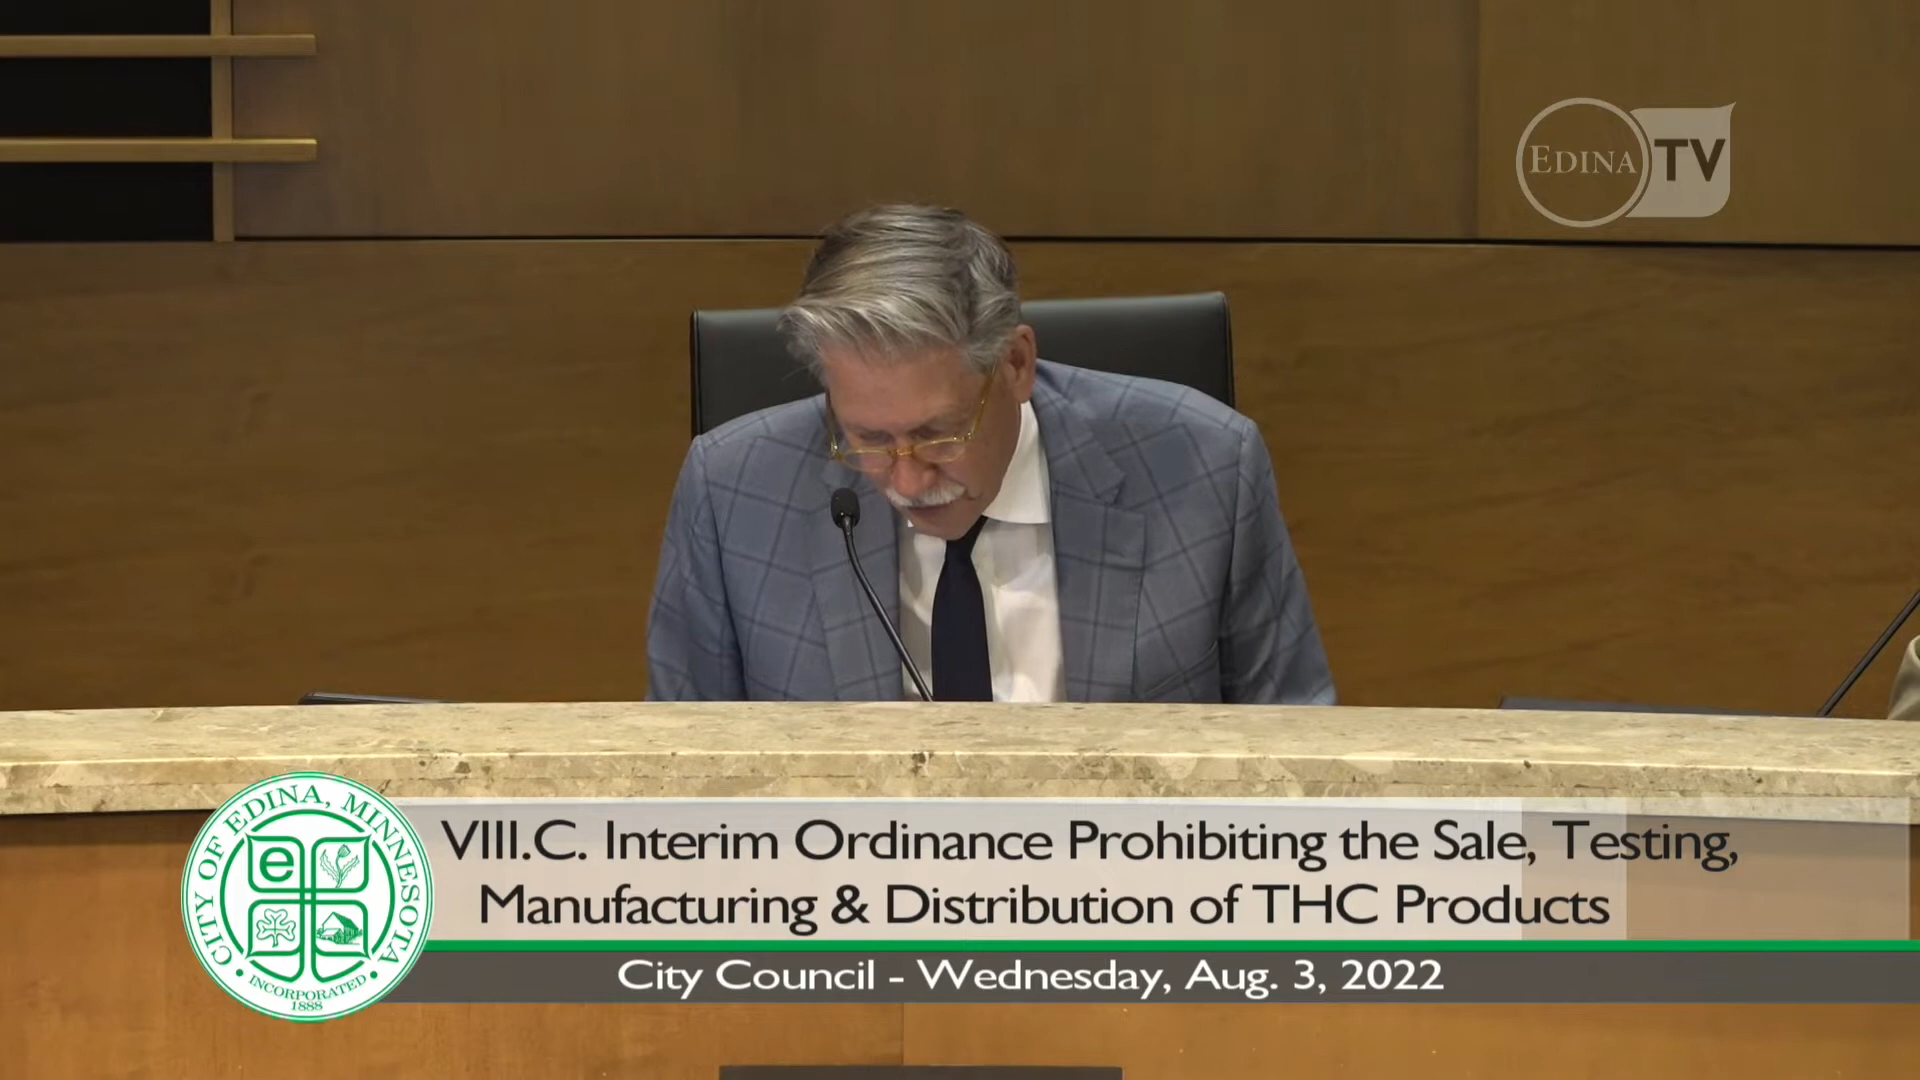 EDINA TV
CITY OF EDINA, MINNESOTA
e
• INCORPORATED •
1888
VIII.C. Interim Ordinance Prohibiting the Sale, Testing,
Manufacturing & Distribution of THC Products
City Council - Wednesday, Aug. 3, 2022